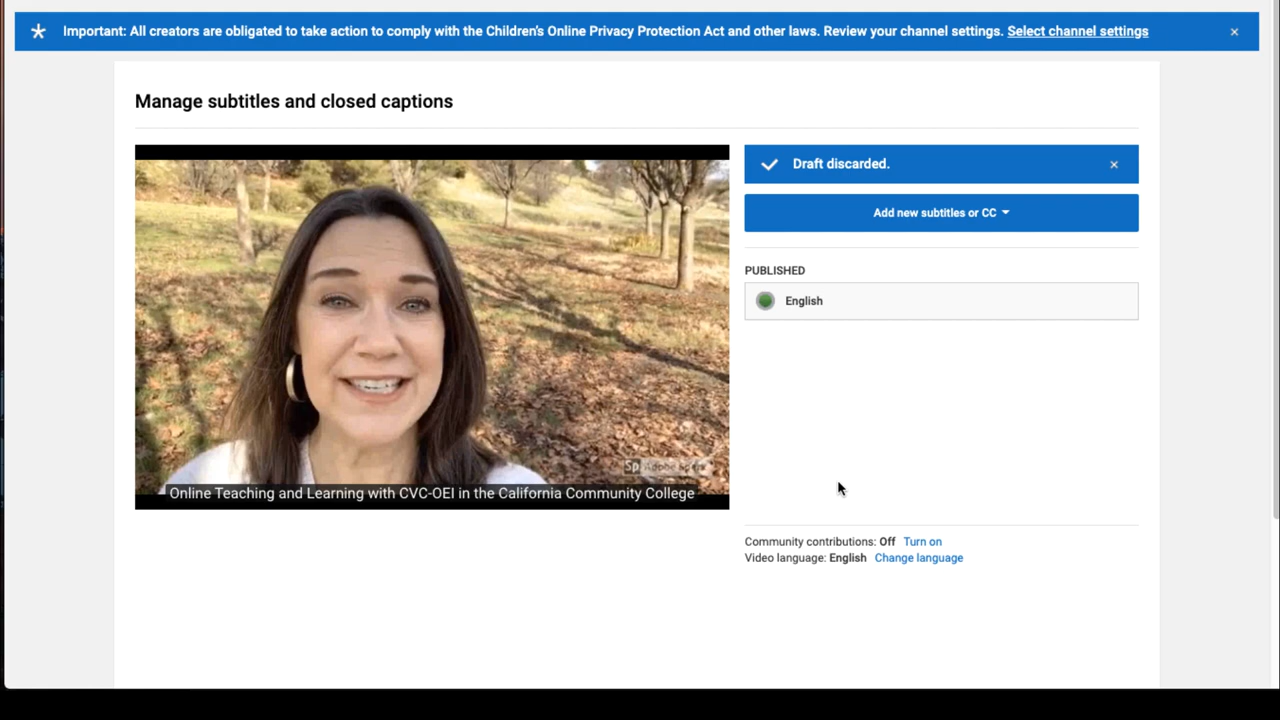 Important: All creators are obligated to take action to comply with the Children's Online Privacy Protection Act and other laws. Review your channel settings. Select channel settings
Manage subtitles and closed captions
Draft discarded.
Add new subtitles or CC
PUBLISHED
English
Sp Adobe Spark
Online Teaching and Learning with CVC-OEI in the California Community College
Community contributions: Off Turn on
Video language: English Change language